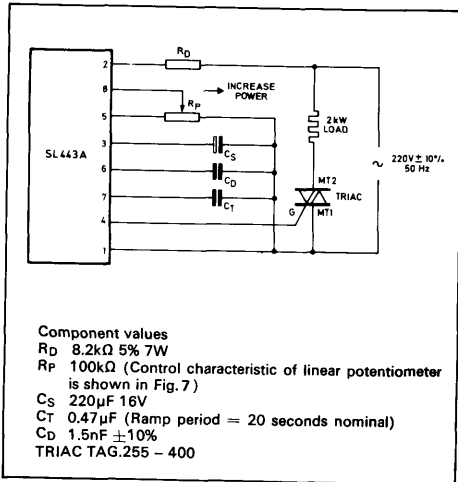 2
RD
8
INCREASE
POWER
RP
5
SL443A
3
CS
6
CD
7
CT
4
1
2kW
LOAD
MT2
TRIAC
G
MT1
~ 220V ± 10%
50 Hz
Component values
RD 8.2kΩ 5% 7W
RP 100kΩ (Control characteristic of linear potentiometer
is shown in Fig. 7)
CS 220µF 16V
CT 0.47µF (Ramp period = 20 seconds nominal)
CD 1.5nF ±10%
TRIAC TAG.255 – 400